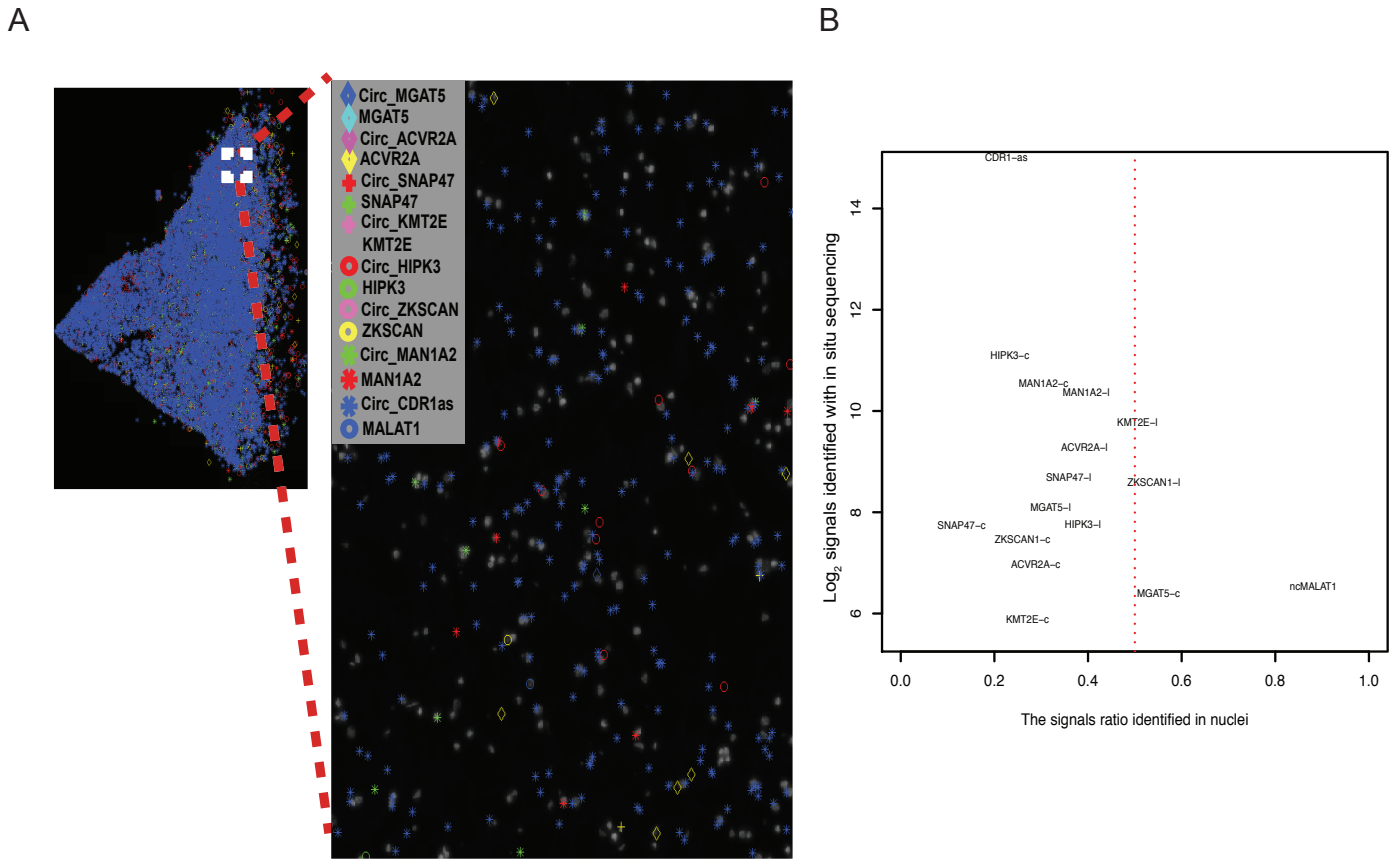 A
B
Circ_MGAT5
MGAT5
Circ_ACVR2A
ACVR2A
Circ_SNAP47
SNAP47
Circ_KMT2E
KMT2E
Circ_HIPK3
HIPK3
Circ_ZKSCAN
ZKSCAN
Circ_MAN1A2
MAN1A2
Circ_CDR1as
MALAT1
Log2 signals identified with in situ sequencing
14
12
10
8
6
CDR1−as
HIPK3−c
MAN1A2−c
MAN1A2−l
KMT2E−l
ACVR2A−l
SNAP47−l
ZKSCAN1−l
MGAT5−l
SNAP47−c
HIPK3−l
ZKSCAN1−c
ACVR2A−c
ncMALAT1
MGAT5−c
KMT2E−c
0.0 0.2 0.4 0.6 0.8 1.0
The signals ratio identified in nuclei